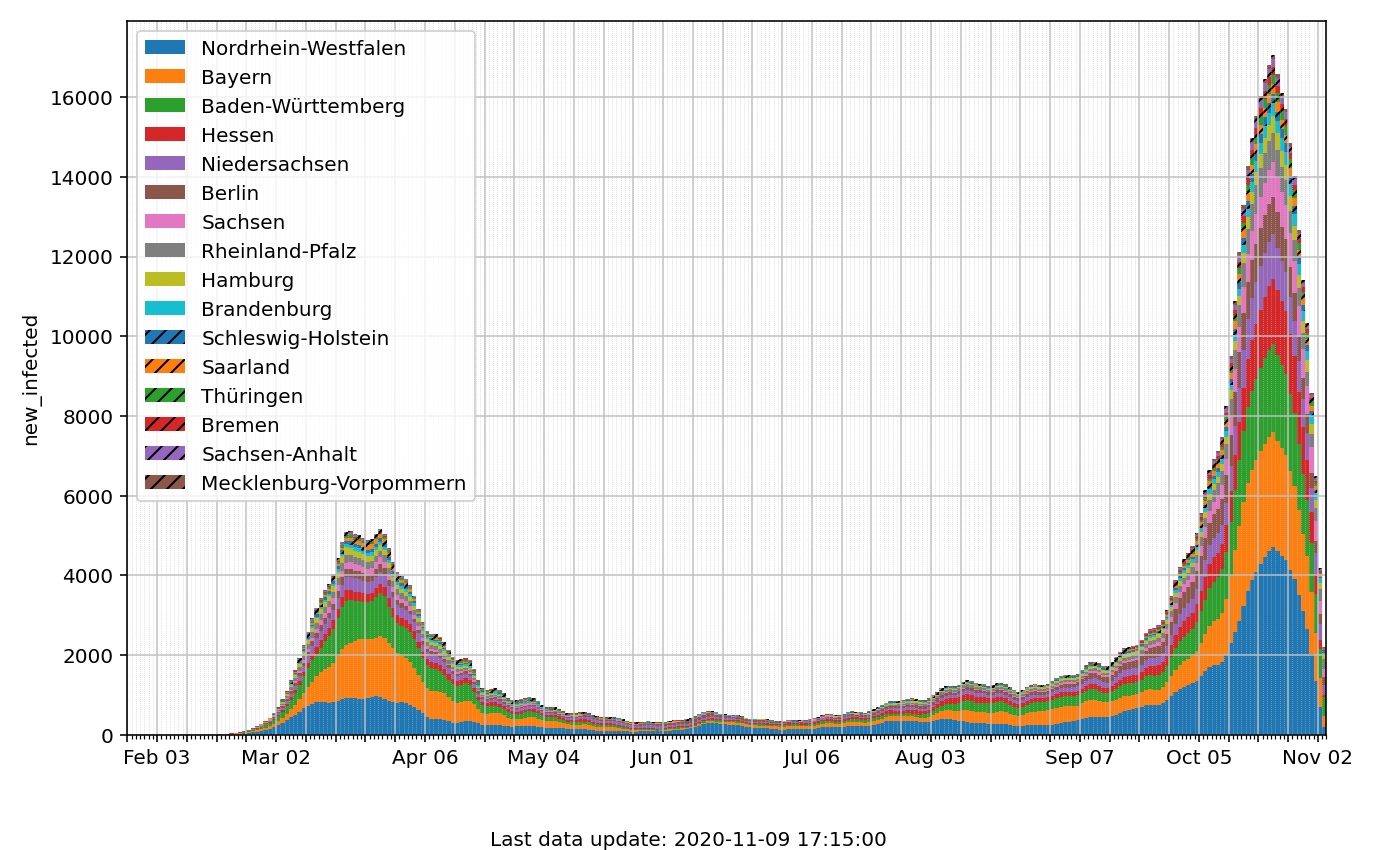 Nordrhein-Westfalen
Bayern
Baden-Württemberg
Hessen
Niedersachsen
Berlin
Sachsen
Rheinland-Pfalz
Hamburg
Brandenburg
Schleswig-Holstein
Saarland
Thüringen
Bremen
Sachsen-Anhalt
Mecklenburg-Vorpommern
new_infected
16000
14000
12000
10000
8000
6000
4000
2000
0
Feb 03 Mar 02 Apr 06 May 04 Jun 01 Jul 06 Aug 03 Sep 07 Oct 05 Nov 02
Last data update: 2020-11-09 17:15:00